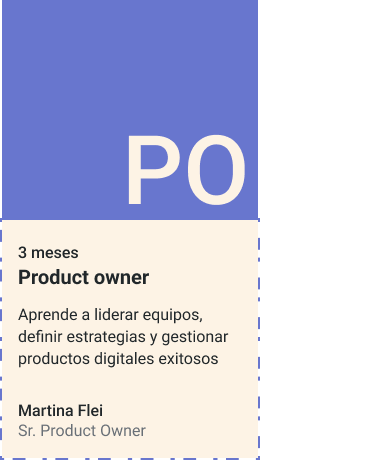 PO
3 meses
Product owner
Aprende a liderar equipos,
definir estrategias y gestionar
productos digitales exitosos
Martina Flei
Sr. Product Owner